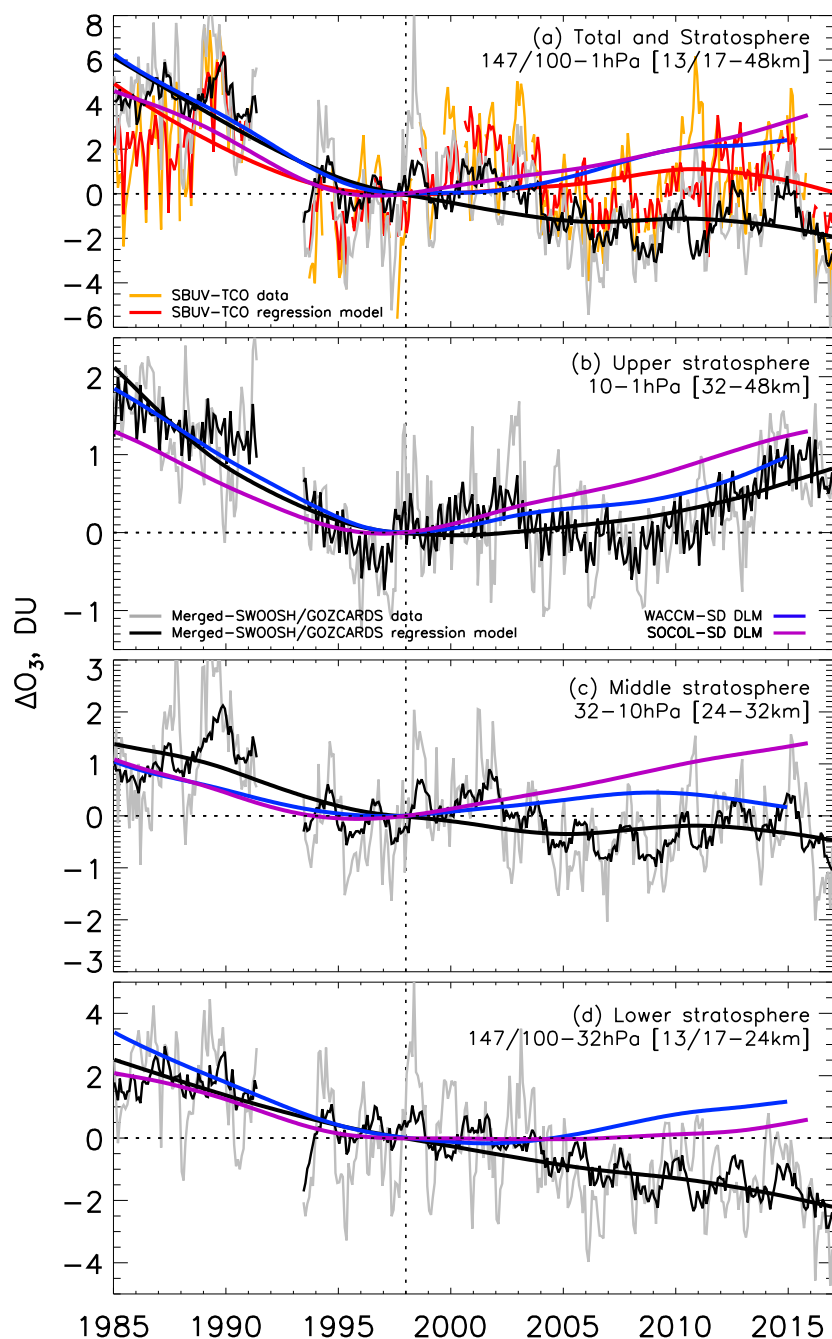 (a) Total and Stratosphere
147/100−1hPa [13/17−48km]
8
6
4
2
0
−2
−4
−6
SBUV−TCO data
SBUV−TCO regression model
(b) Upper stratosphere
10−1hPa [32−48km]
2
1
0
−1
Merged−SWOOSH/GOZCARDS data
Merged−SWOOSH/GOZCARDS regression model
WACCM−SD DLM
SOCOL−SD DLM
ΔO3, DU
(c) Middle stratosphere
32−10hPa [24−32km]
3
2
1
0
−1
−2
−3
(d) Lower stratosphere
147/100−32hPa [13/17−24km]
4
2
0
−2
−4
1985 1990 1995 2000 2005 2010 2015